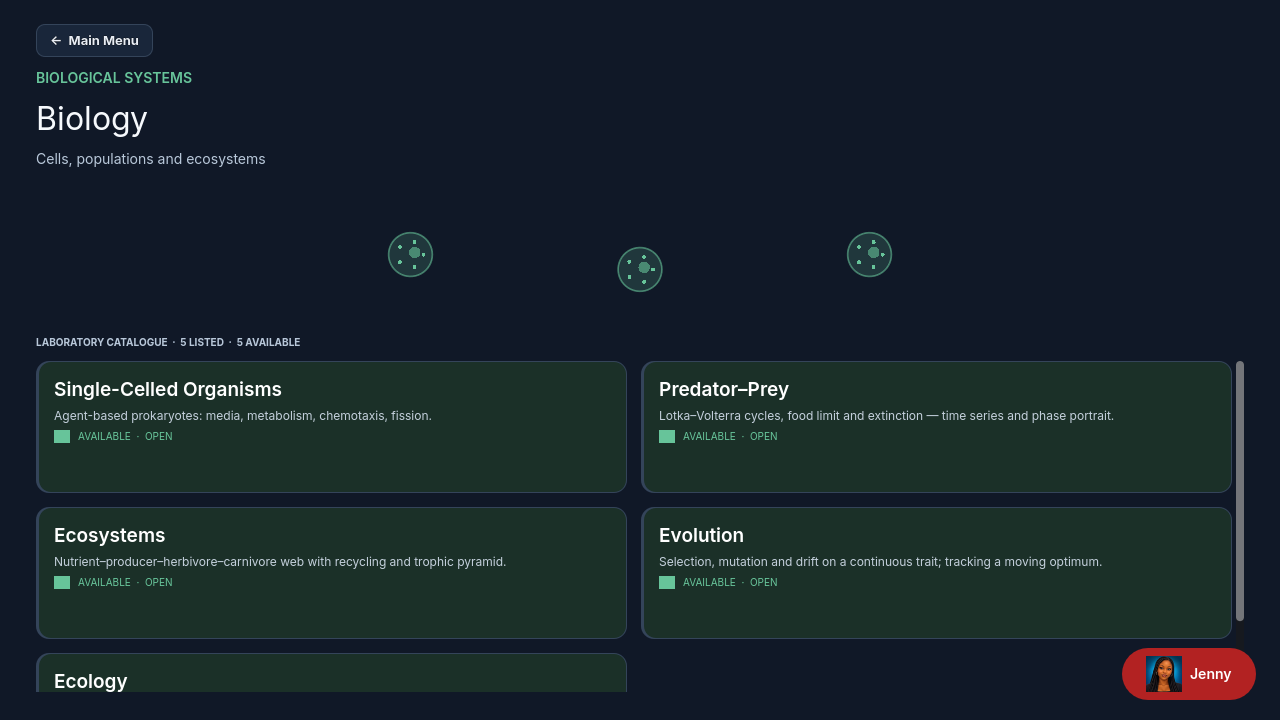 ← Main Menu
BIOLOGICAL SYSTEMS
Biology
Cells, populations and ecosystems
LABORATORY CATALOGUE · 5 LISTED · 5 AVAILABLE
Single-Celled Organisms
Agent-based prokaryotes: media, metabolism, chemotaxis, fission.
AVAILABLE · OPEN
Predator–Prey
Lotka–Volterra cycles, food limit and extinction — time series and phase portrait.
AVAILABLE · OPEN
Ecosystems
Nutrient–producer–herbivore–carnivore web with recycling and trophic pyramid.
AVAILABLE · OPEN
Evolution
Selection, mutation and drift on a continuous trait; tracking a moving optimum.
AVAILABLE · OPEN
Ecology
Jenny